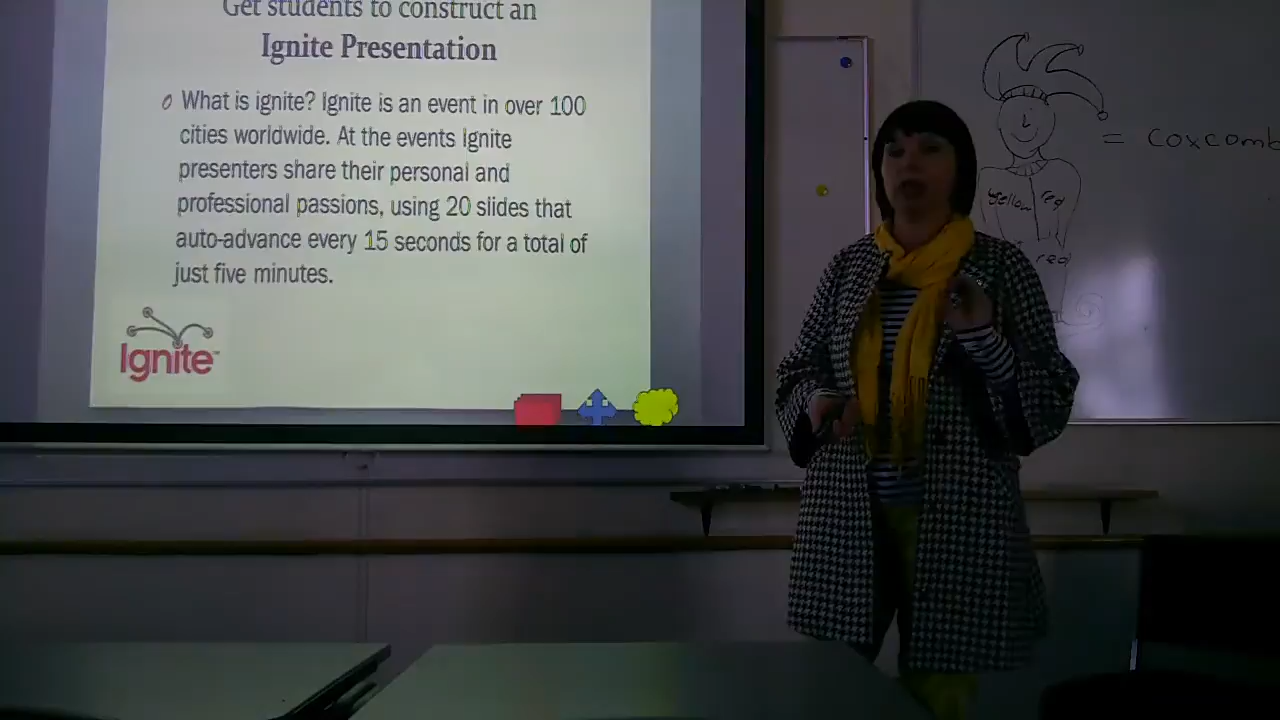 Get students to construct an
Ignite Presentation
What is ignite? Ignite is an event in over 100
cities worldwide. At the events Ignite
presenters share their personal and
professional passions, using 20 slides that
auto-advance every 15 seconds for a total of
just five minutes.
Ignite™
= coxcomb
yellow red
red